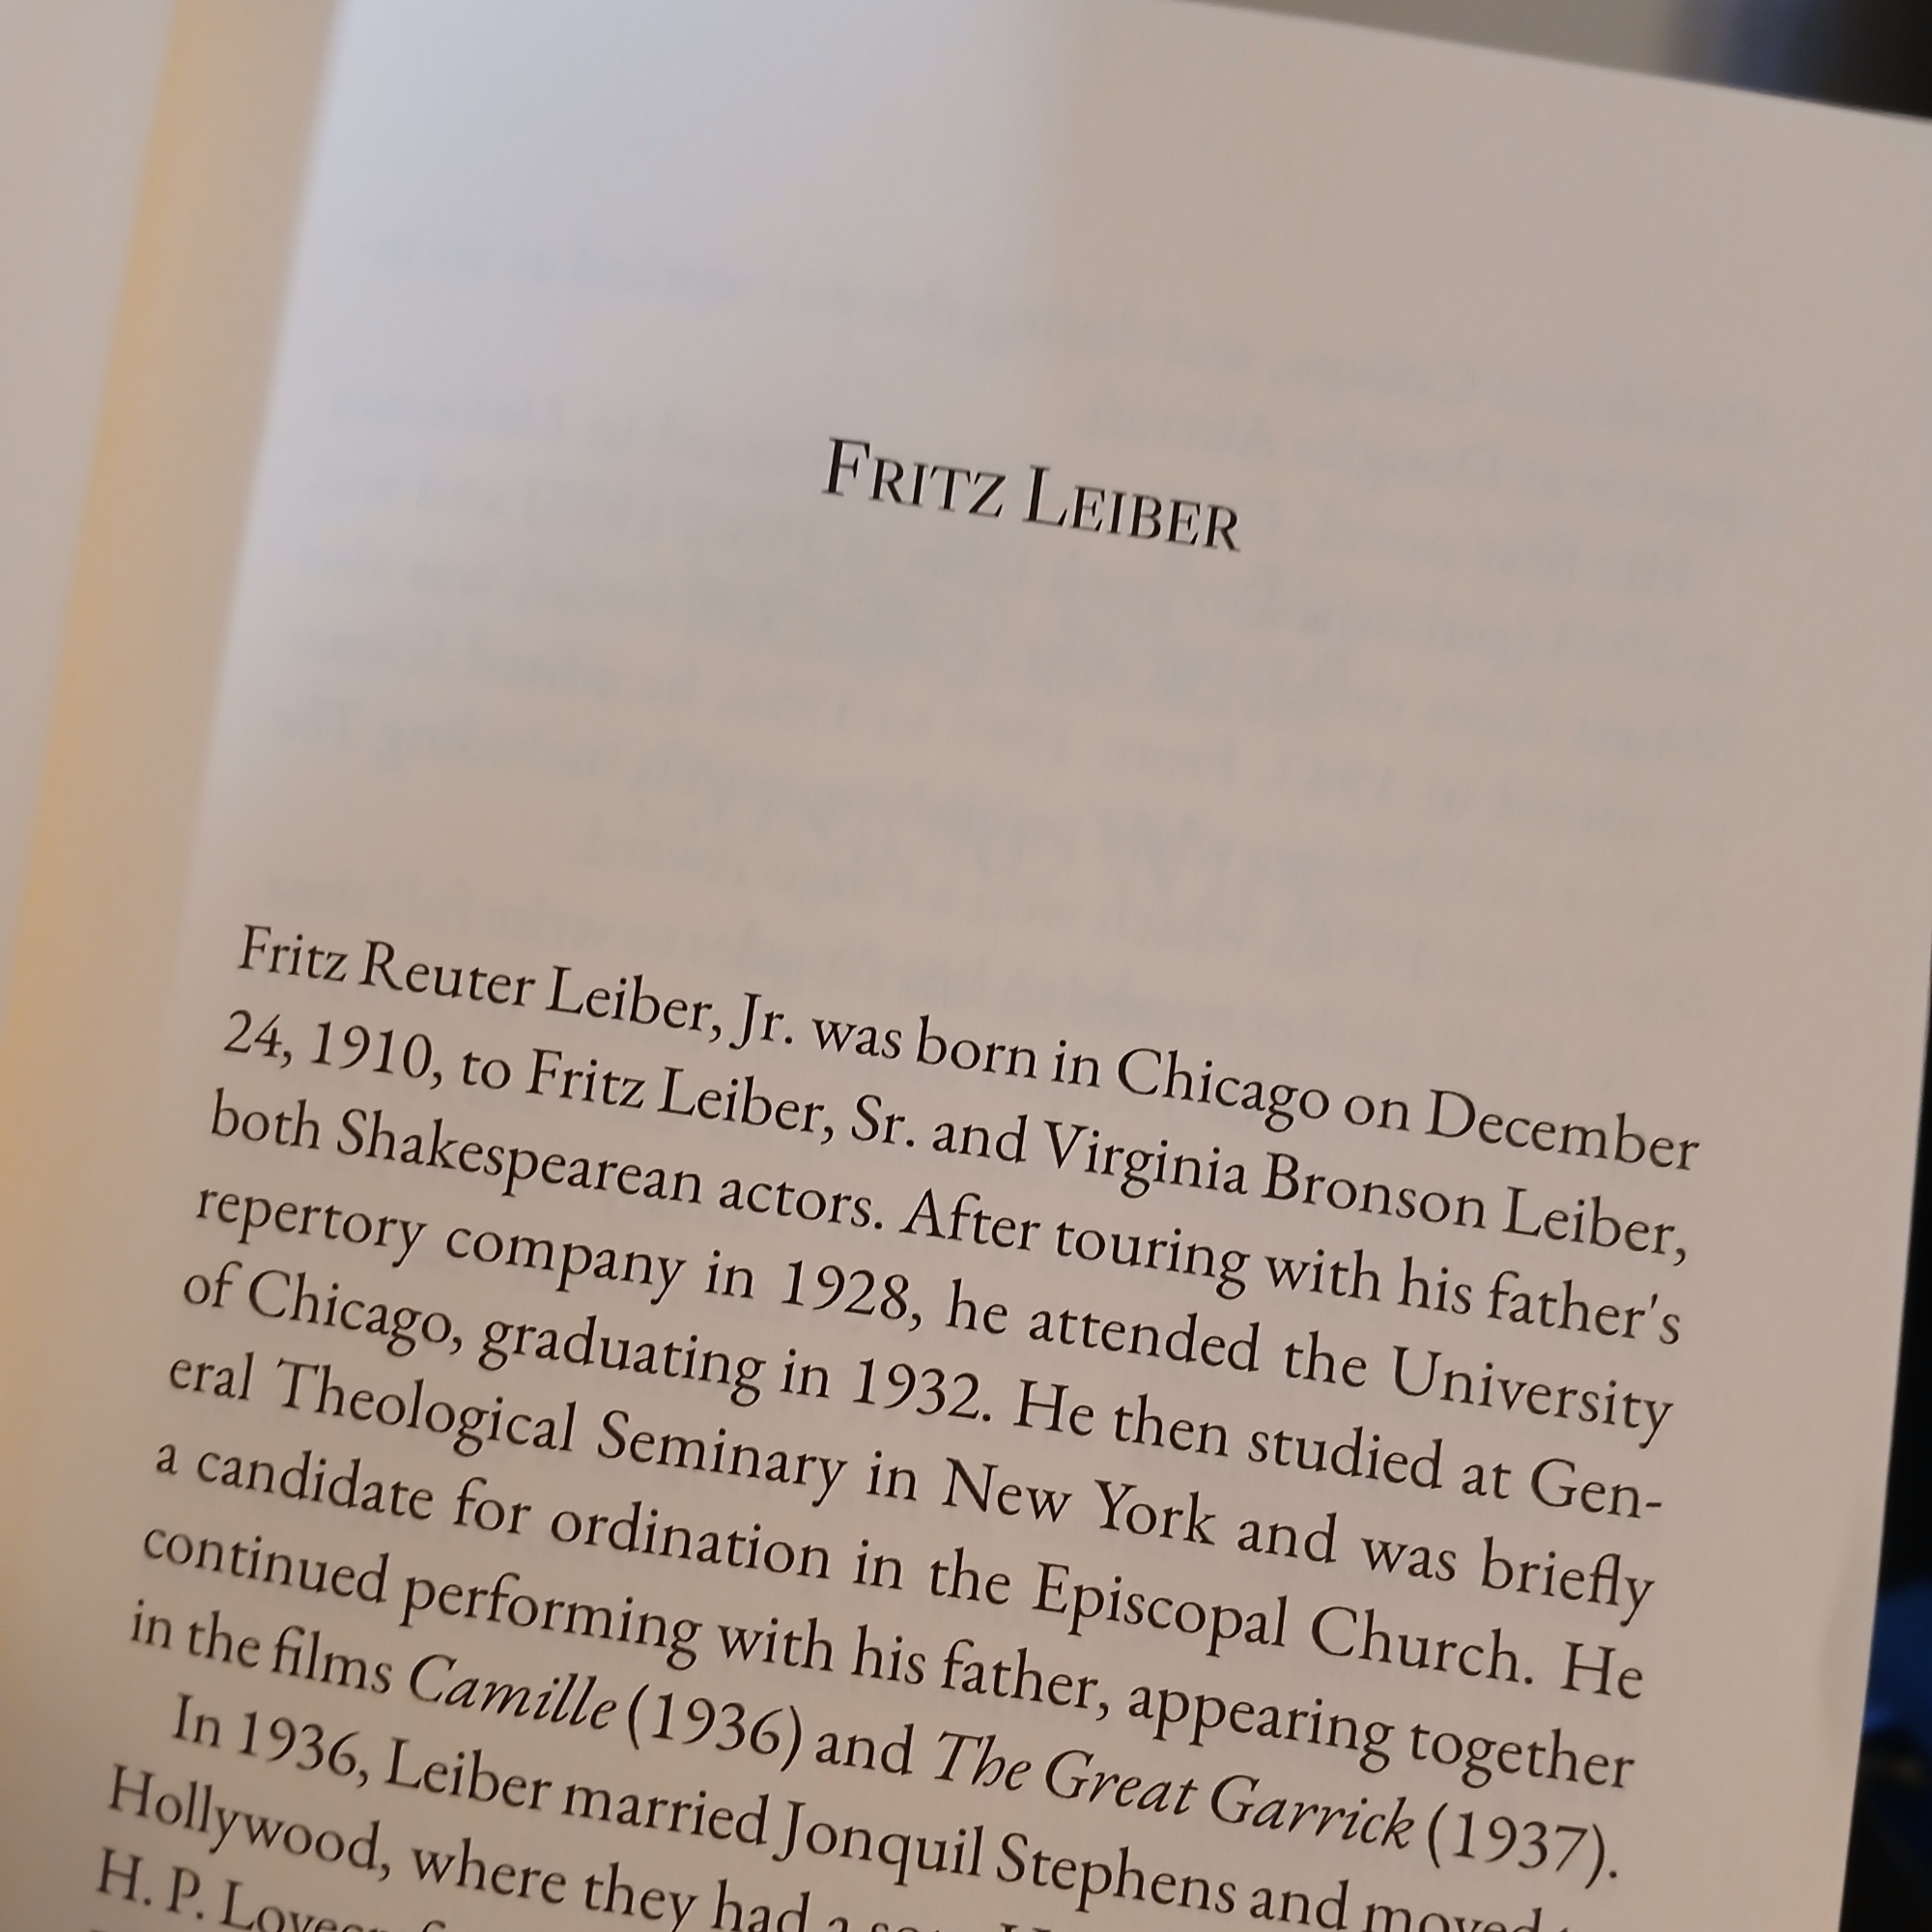 FRITZ LEIBER
Fritz Reuter Leiber, Jr. was born in Chicago on December
24, 1910, to Fritz Leiber, Sr. and Virginia Bronson Leiber,
both Shakespearean actors. After touring with his father's
repertory company in 1928, he attended the University
of Chicago, graduating in 1932. He then studied at Gen-
eral Theological Seminary in New York and was briefly
a candidate for ordination in the Episcopal Church. He
continued performing with his father, appearing together
in the films Camille (1936) and The Great Garrick (1937).
In 1936, Leiber married Jonquil Stephens and moved
Hollywood, where they had a
H. P.